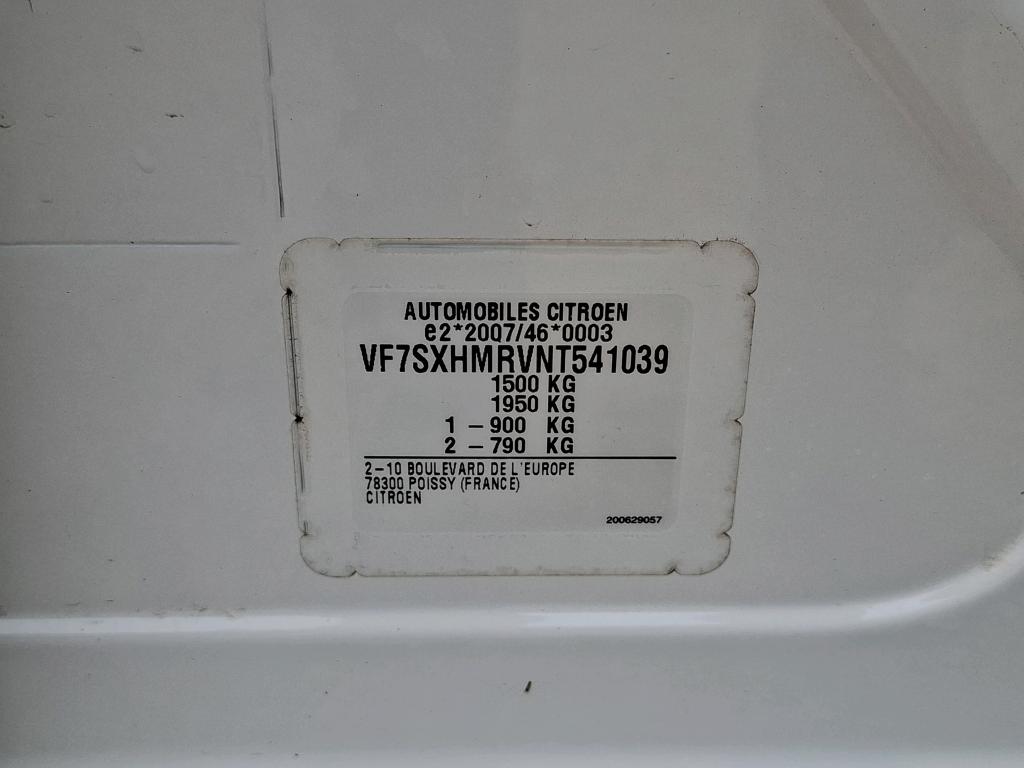 AUTOMOBILES CITROEN
e2*2007/46*0003
VF7SXHMRVNT541039
1500 KG
1950 KG
1 – 900 KG
2 – 790 KG
2–10 BOULEVARD DE L'EUROPE
78300 POISSY (FRANCE)
CITROEN
200629057